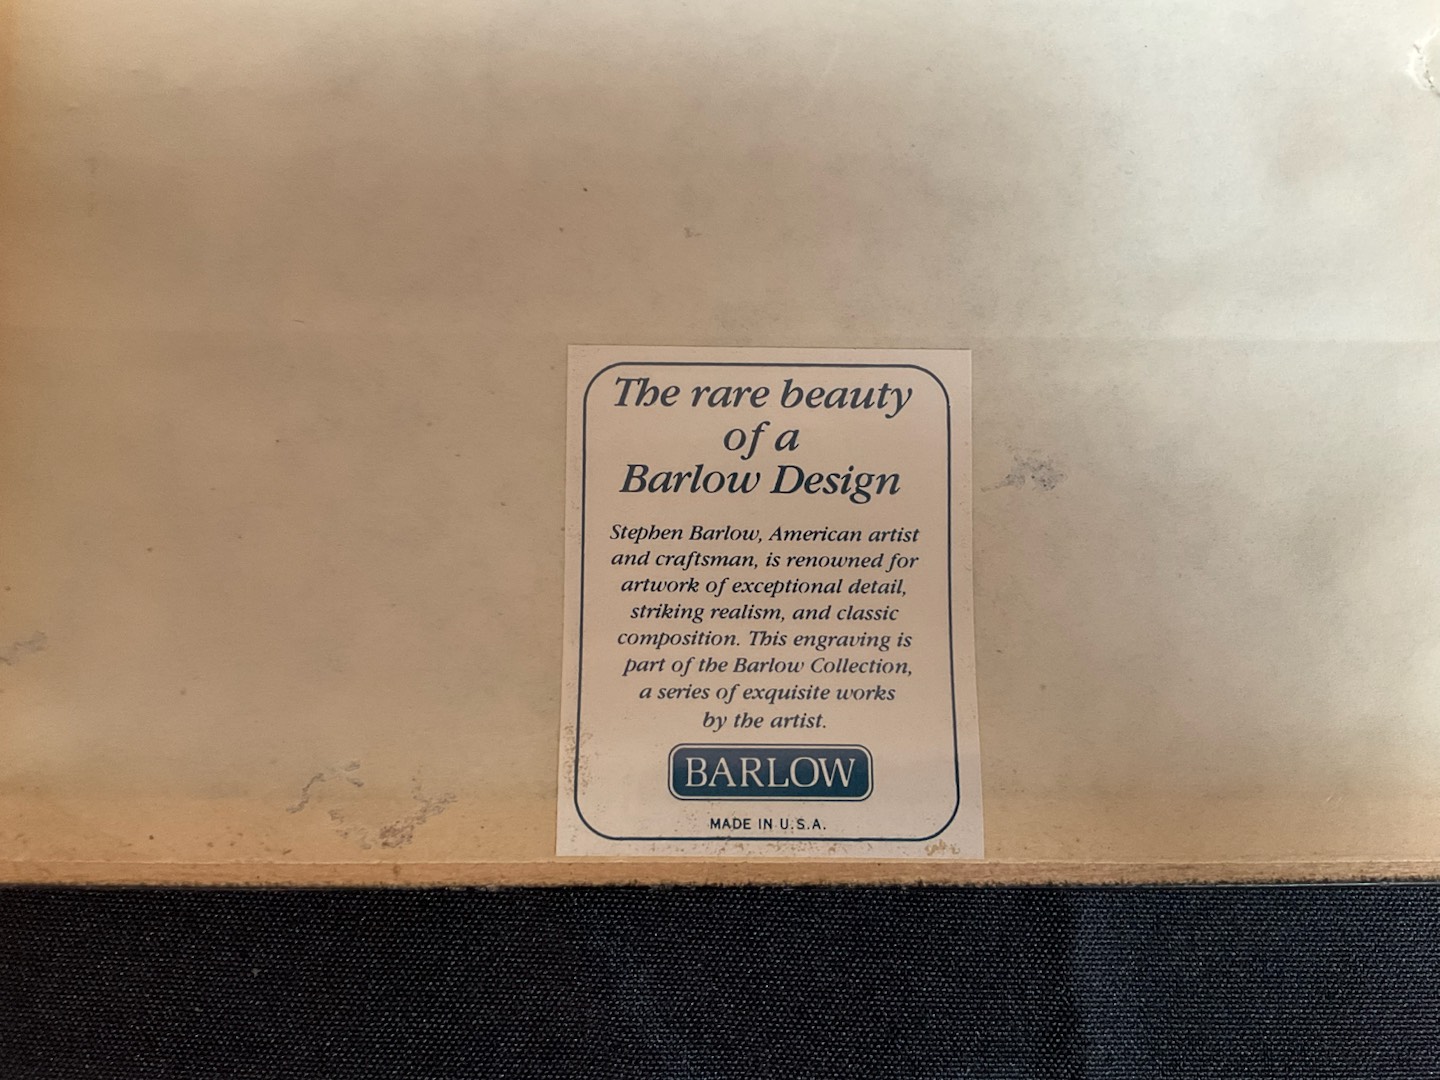 The rare beauty
of a
Barlow Design
Stephen Barlow, American artist
and craftsman, is renowned for
artwork of exceptional detail,
striking realism, and classic
composition. This engraving is
part of the Barlow Collection,
a series of exquisite works
by the artist.
BARLOW
MADE IN U.S.A.